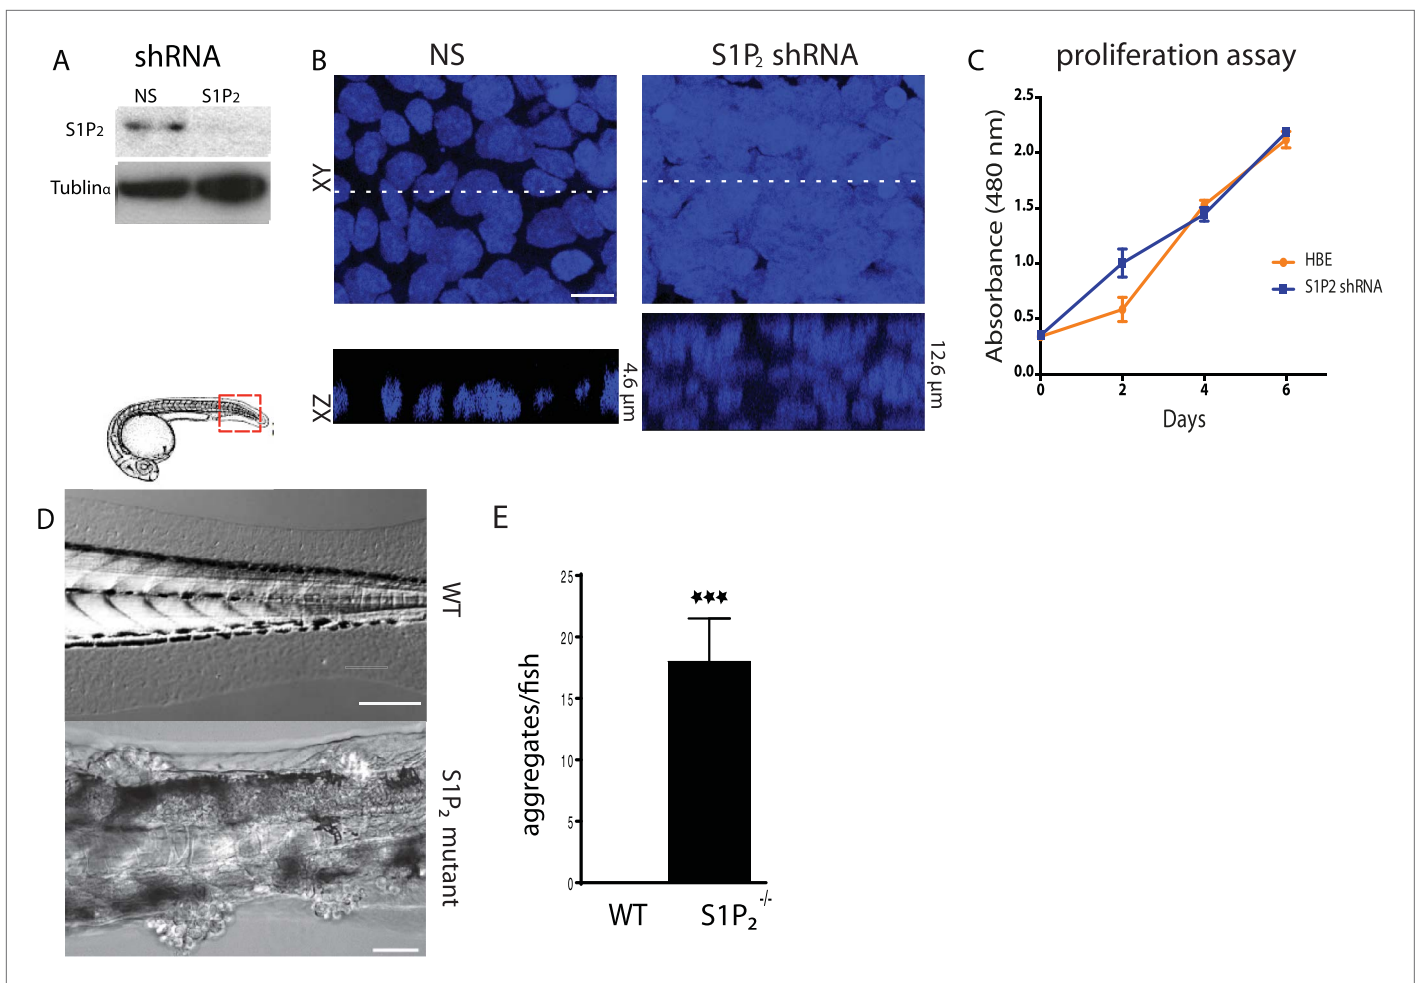 A
shRNA
NS
S1P2
S1P2
Tublinα
B
NS
S1P2 shRNA
XY
ZX
4.6 µm
12.6 µm
C
proliferation assay
Absorbance (480 nm)
2.5
2.0
1.5
1.0
0.5
0.0
0
2
4
6
Days
HBE
S1P2 shRNA
D
WT
S1P2 mutant
E
aggregates/fish
25
20
15
10
5
0
★★★
WT
S1P2 -/-